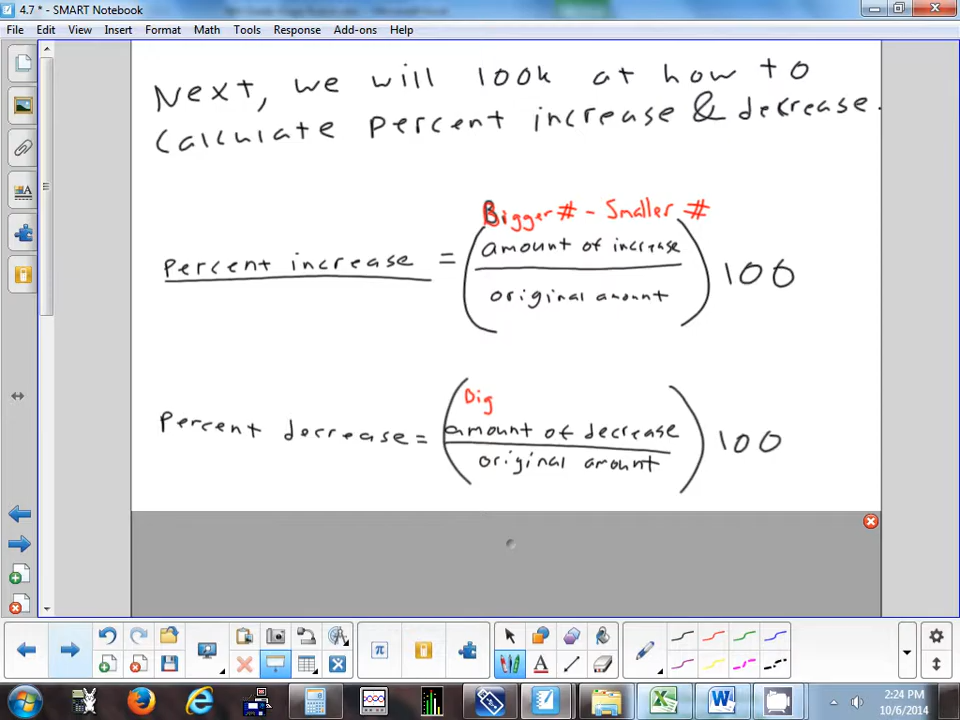 4.7 * - SMART Notebook
File Edit View Insert Format Math Tools Response Add-ons Help
Next, we will look at how to
calculate percent increase & decrease.
Bigger # - Smaller #
percent increase = (amount of increase / original amount) 100
Big
percent decrease = (amount of decrease / original amount) 100
2:24 PM
10/6/2014